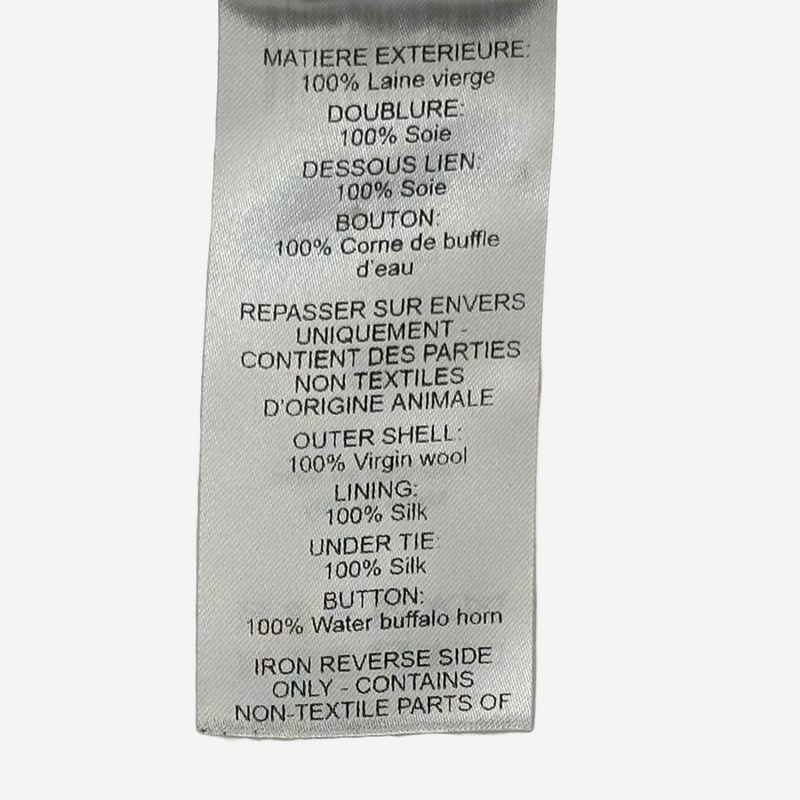 MATIERE EXTERIEURE:
100% Laine vierge
DOUBLURE:
100% Soie
DESSOUS LIEN:
100% Soie
BOUTON:
100% Corne de buffle
d'eau
REPASSER SUR ENVERS
UNIQUEMENT -
CONTIENT DES PARTIES
NON TEXTILES
D'ORIGINE ANIMALE
OUTER SHELL:
100% Virgin wool
LINING:
100% Silk
UNDER TIE:
100% Silk
BUTTON:
100% Water buffalo horn
IRON REVERSE SIDE
ONLY - CONTAINS
NON-TEXTILE PARTS OF